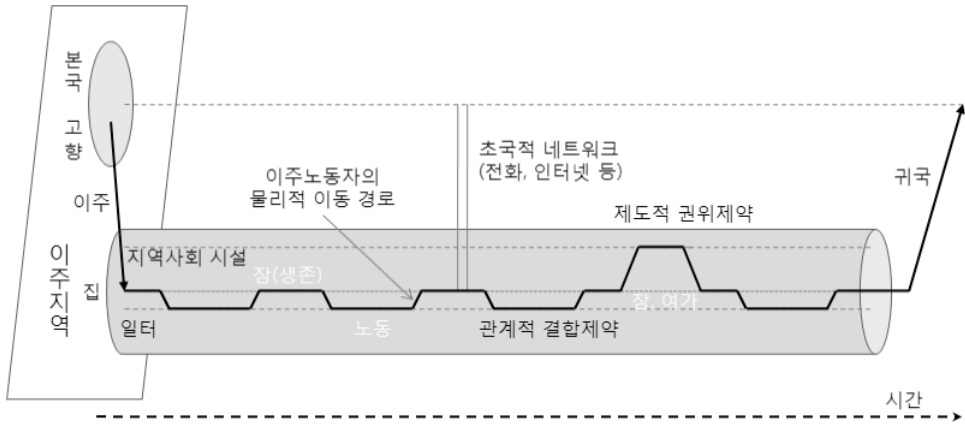 본국 고향
이주
이주지역
집
이주노동자의
물리적 이동 경로
초국적 네트워크
(전화, 인터넷 등)
귀국
제도적 권위제약
지역사회 시설
잠(생존)
잠, 여가
일터
노동
관계적 결합제약
시간